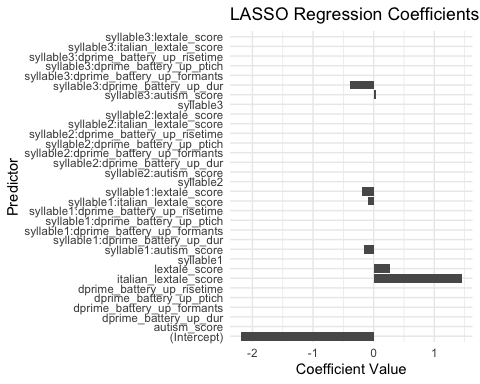 LASSO Regression Coefficients
syllable3:lextale_score
syllable3:italian_lextale_score
syllable3:dprime_battery_up_risetime
syllable3:dprime_battery_up_ptich
syllable3:dprime_battery_up_formants
syllable3:dprime_battery_up_dur
syllable3:autism_score
syllable3
syllable2:lextale_score
syllable2:italian_lextale_score
syllable2:dprime_battery_up_risetime
syllable2:dprime_battery_up_ptich
syllable2:dprime_battery_up_formants
syllable2:dprime_battery_up_dur
syllable2:autism_score
syllable2
syllable1:lextale_score
syllable1:italian_lextale_score
syllable1:dprime_battery_up_risetime
syllable1:dprime_battery_up_ptich
syllable1:dprime_battery_up_formants
syllable1:dprime_battery_up_dur
syllable1:autism_score
syllable1
lextale_score
italian_lextale_score
dprime_battery_up_risetime
dprime_battery_up_ptich
dprime_battery_up_formants
dprime_battery_up_dur
autism_score
(Intercept)
Predictor
-2 -1 0 1
Coefficient Value